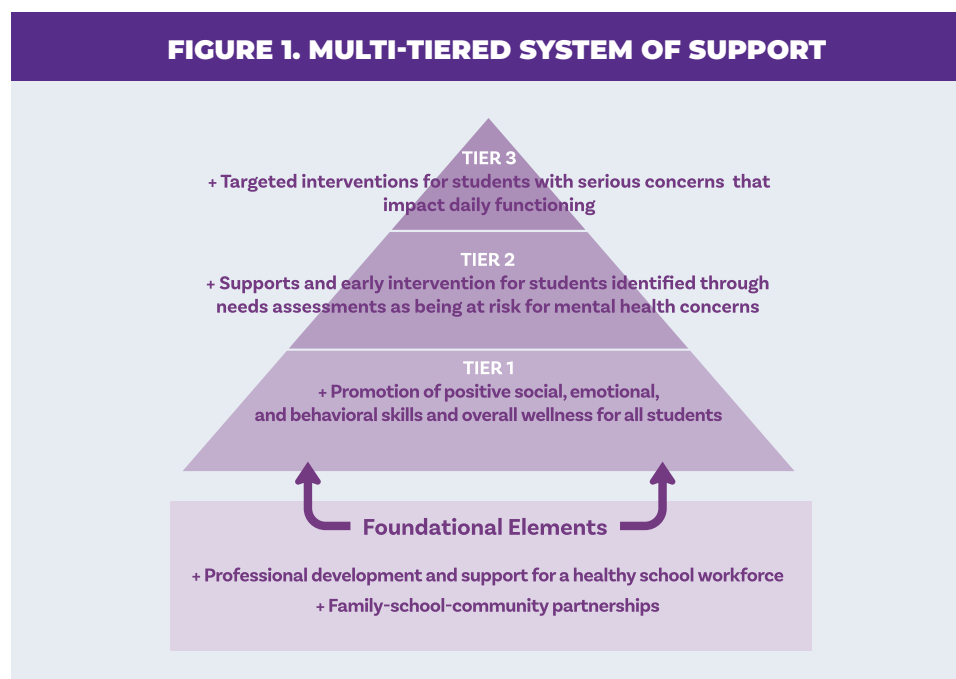 FIGURE 1. MULTI-TIERED SYSTEM OF SUPPORT
TIER 3
+ Targeted interventions for students with serious concerns that
impact daily functioning
TIER 2
+ Supports and early intervention for students identified through
needs assessments as being at risk for mental health concerns
TIER 1
+ Promotion of positive social, emotional,
and behavioral skills and overall wellness for all students
Foundational Elements
+ Professional development and support for a healthy school workforce
+ Family-school-community partnerships